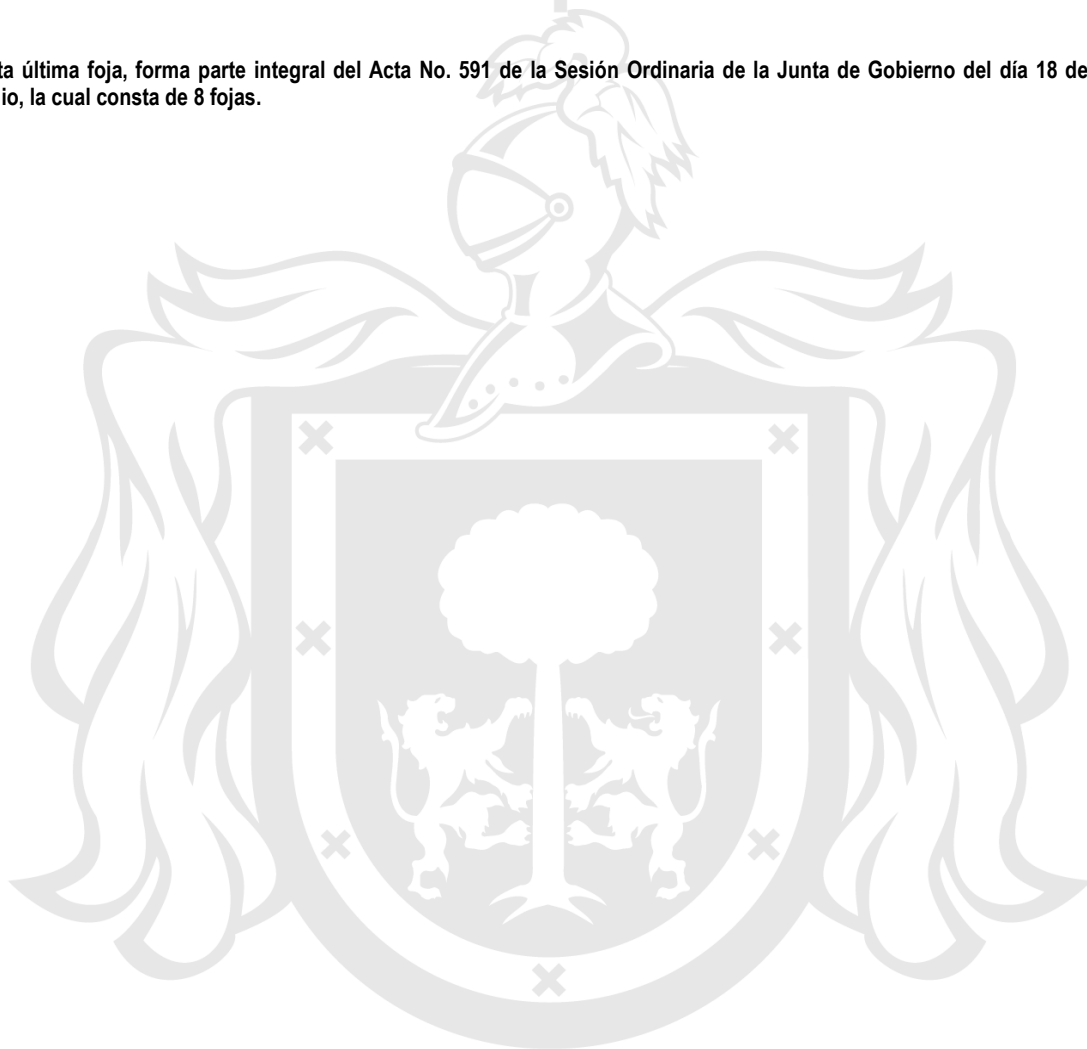 ta última foja, forma parte integral del Acta No. 591 de la Sesión Ordinaria de la Junta de Gobierno del día 18 de
io, la cual consta de 8 fojas.